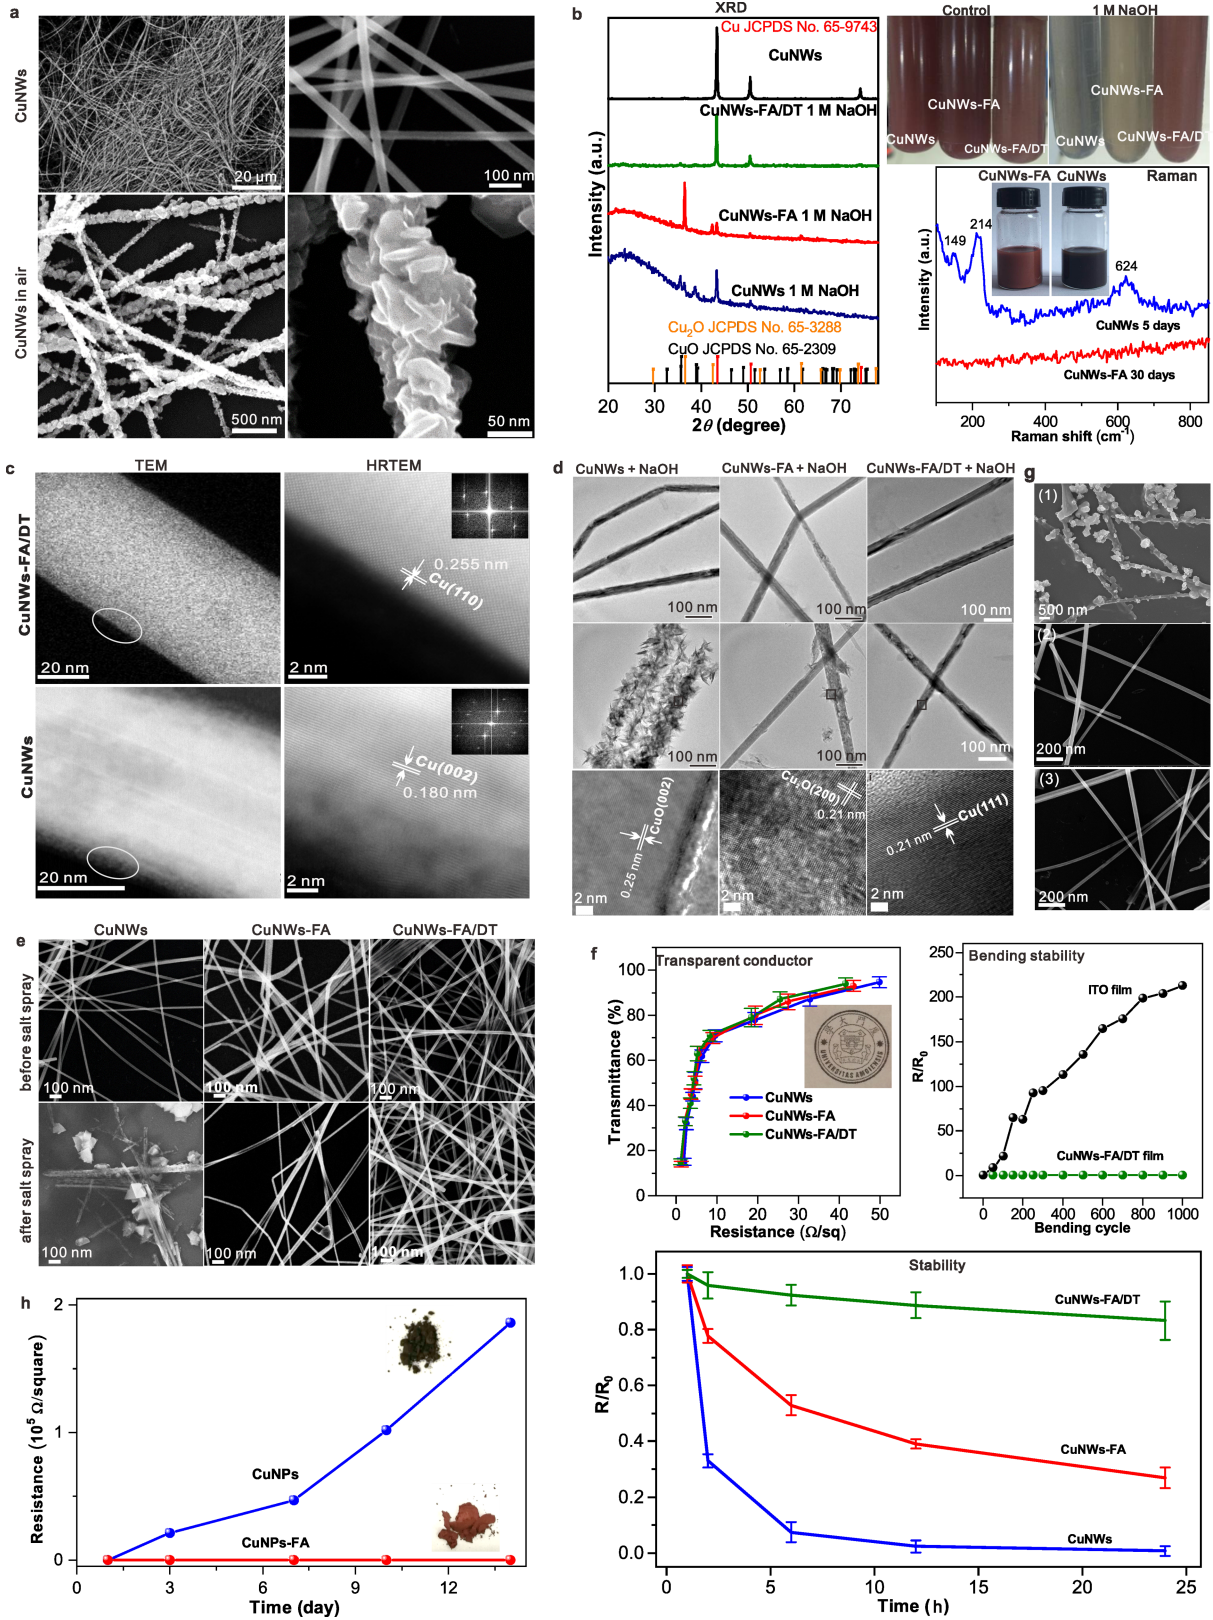 a
CuNWs
20 µm
100 nm
CuNWs in air
500 nm
50 nm
b
XRD
Cu JCPDS No. 65-9743
CuNWs
CuNWs-FA/DT 1 M NaOH
CuNWs-FA 1 M NaOH
CuNWs 1 M NaOH
Cu₂O JCPDS No. 65-3288
CuO JCPDS No. 65-2309
Intensity (a.u.)
20 30 40 50 60 70
2θ (degree)
Control
1 M NaOH
CuNWs
CuNWs-FA
CuNWs-FA/DT
CuNWs
CuNWs-FA
CuNWs-FA/DT
CuNWs-FA CuNWs
Raman
149
214
624
CuNWs 5 days
CuNWs-FA 30 days
Intensity (a.u.)
200 400 600 800
Raman shift (cm⁻¹)
c
TEM
HRTEM
CuNWs-FA/DT
20 nm
0.255 nm
Cu(110)
2 nm
CuNWs
20 nm
Cu(002)
0.180 nm
2 nm
d
CuNWs + NaOH
CuNWs-FA + NaOH
CuNWs-FA/DT + NaOH
100 nm
100 nm
100 nm
100 nm
100 nm
100 nm
CuO(002)
0.25 nm
2 nm
Cu₂O(200)
0.21 nm
2 nm
Cu(111)
0.21 nm
2 nm
g
(1)
500 nm
(2)
200 nm
(3)
200 nm
e
CuNWs
CuNWs-FA
CuNWs-FA/DT
before salt spray
100 nm
100 nm
100 nm
after salt spray
100 nm
100 nm
100 nm
f
Transparent conductor
Transmittance (%)
100
80
60
40
20
0
CuNWs
CuNWs-FA
CuNWs-FA/DT
UNIVERSITAS AMOIENSIS
0 10 20 30 40 50
Resistance (Ω/sq)
Bending stability
R/R₀
250
200
150
100
50
0
ITO film
CuNWs-FA/DT film
0 200 400 600 800 1000
Bending cycle
Stability
R/R₀
1.0
0.8
0.6
0.4
0.2
0.0
CuNWs-FA/DT
CuNWs-FA
CuNWs
0 5 10 15 20 25
Time (h)
h
Resistance (10⁵ Ω/square)
2
1
0
CuNPs
CuNPs-FA
3 6 9 12
Time (day)